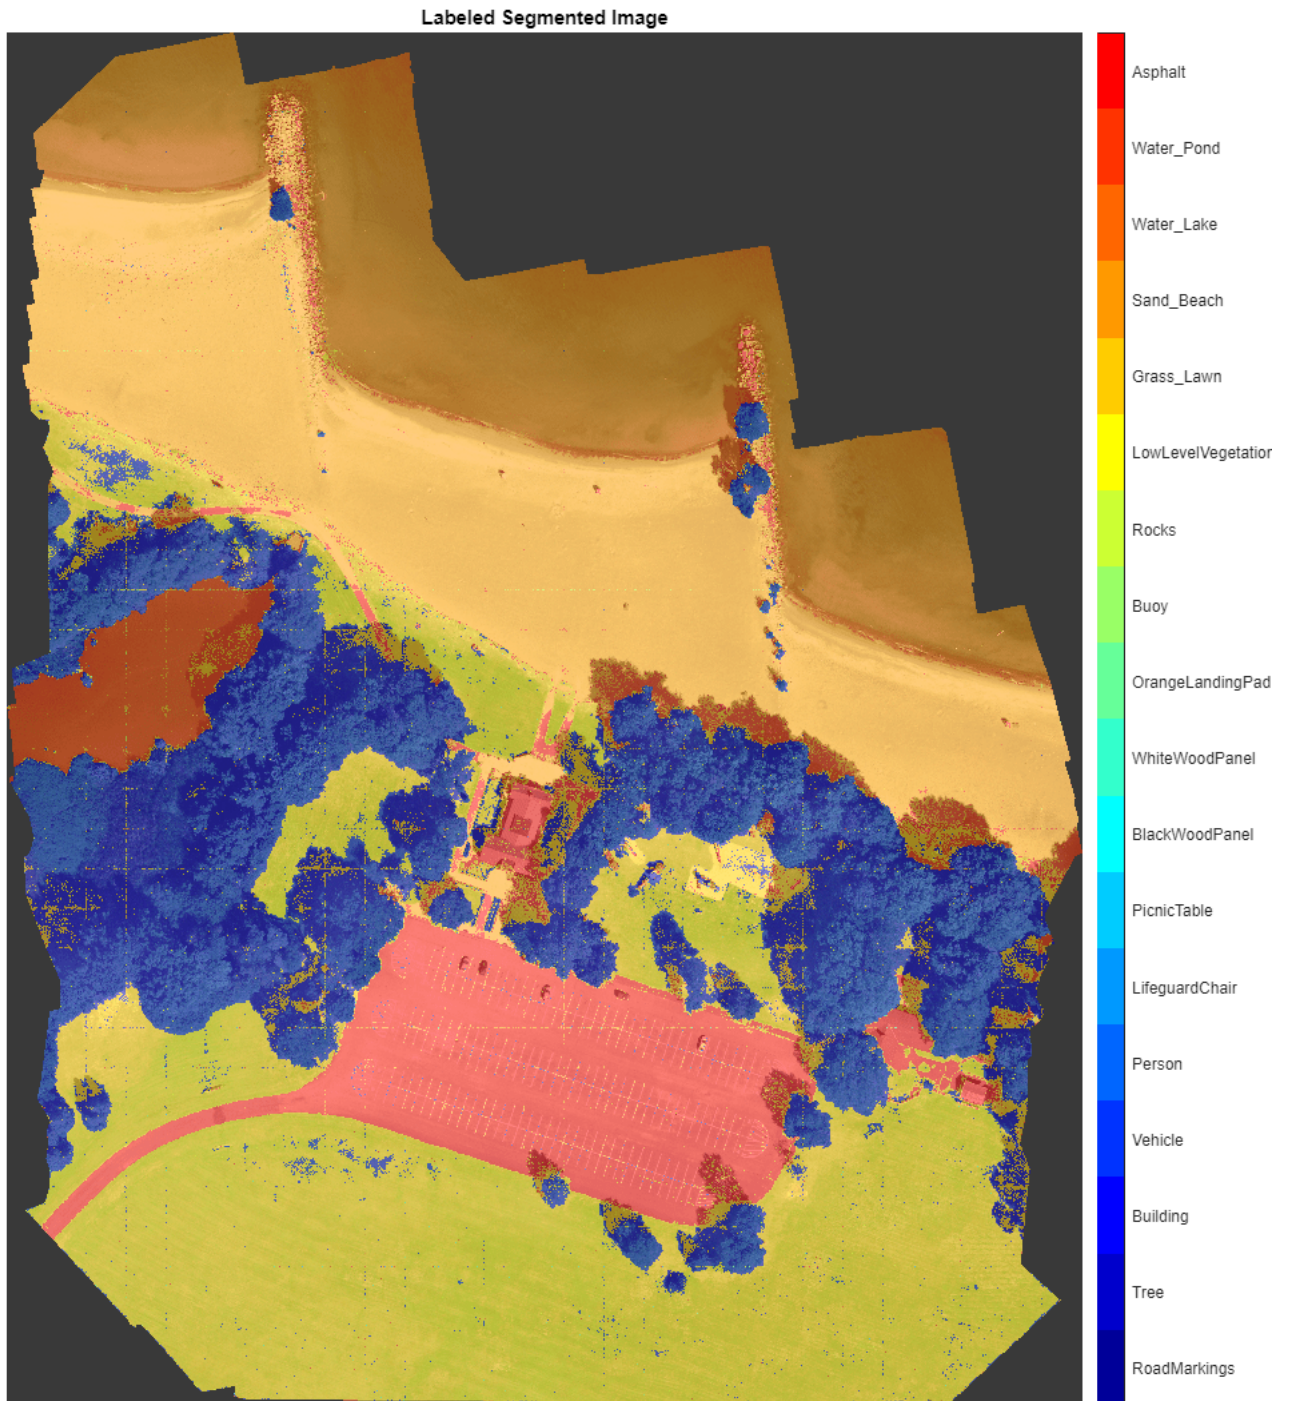 Labeled Segmented Image
Asphalt
Water_Pond
Water_Lake
Sand_Beach
Grass_Lawn
LowLevelVegetatior
Rocks
Buoy
OrangeLandingPad
WhiteWoodPanel
BlackWoodPanel
PicnicTable
LifeguardChair
Person
Vehicle
Building
Tree
RoadMarkings